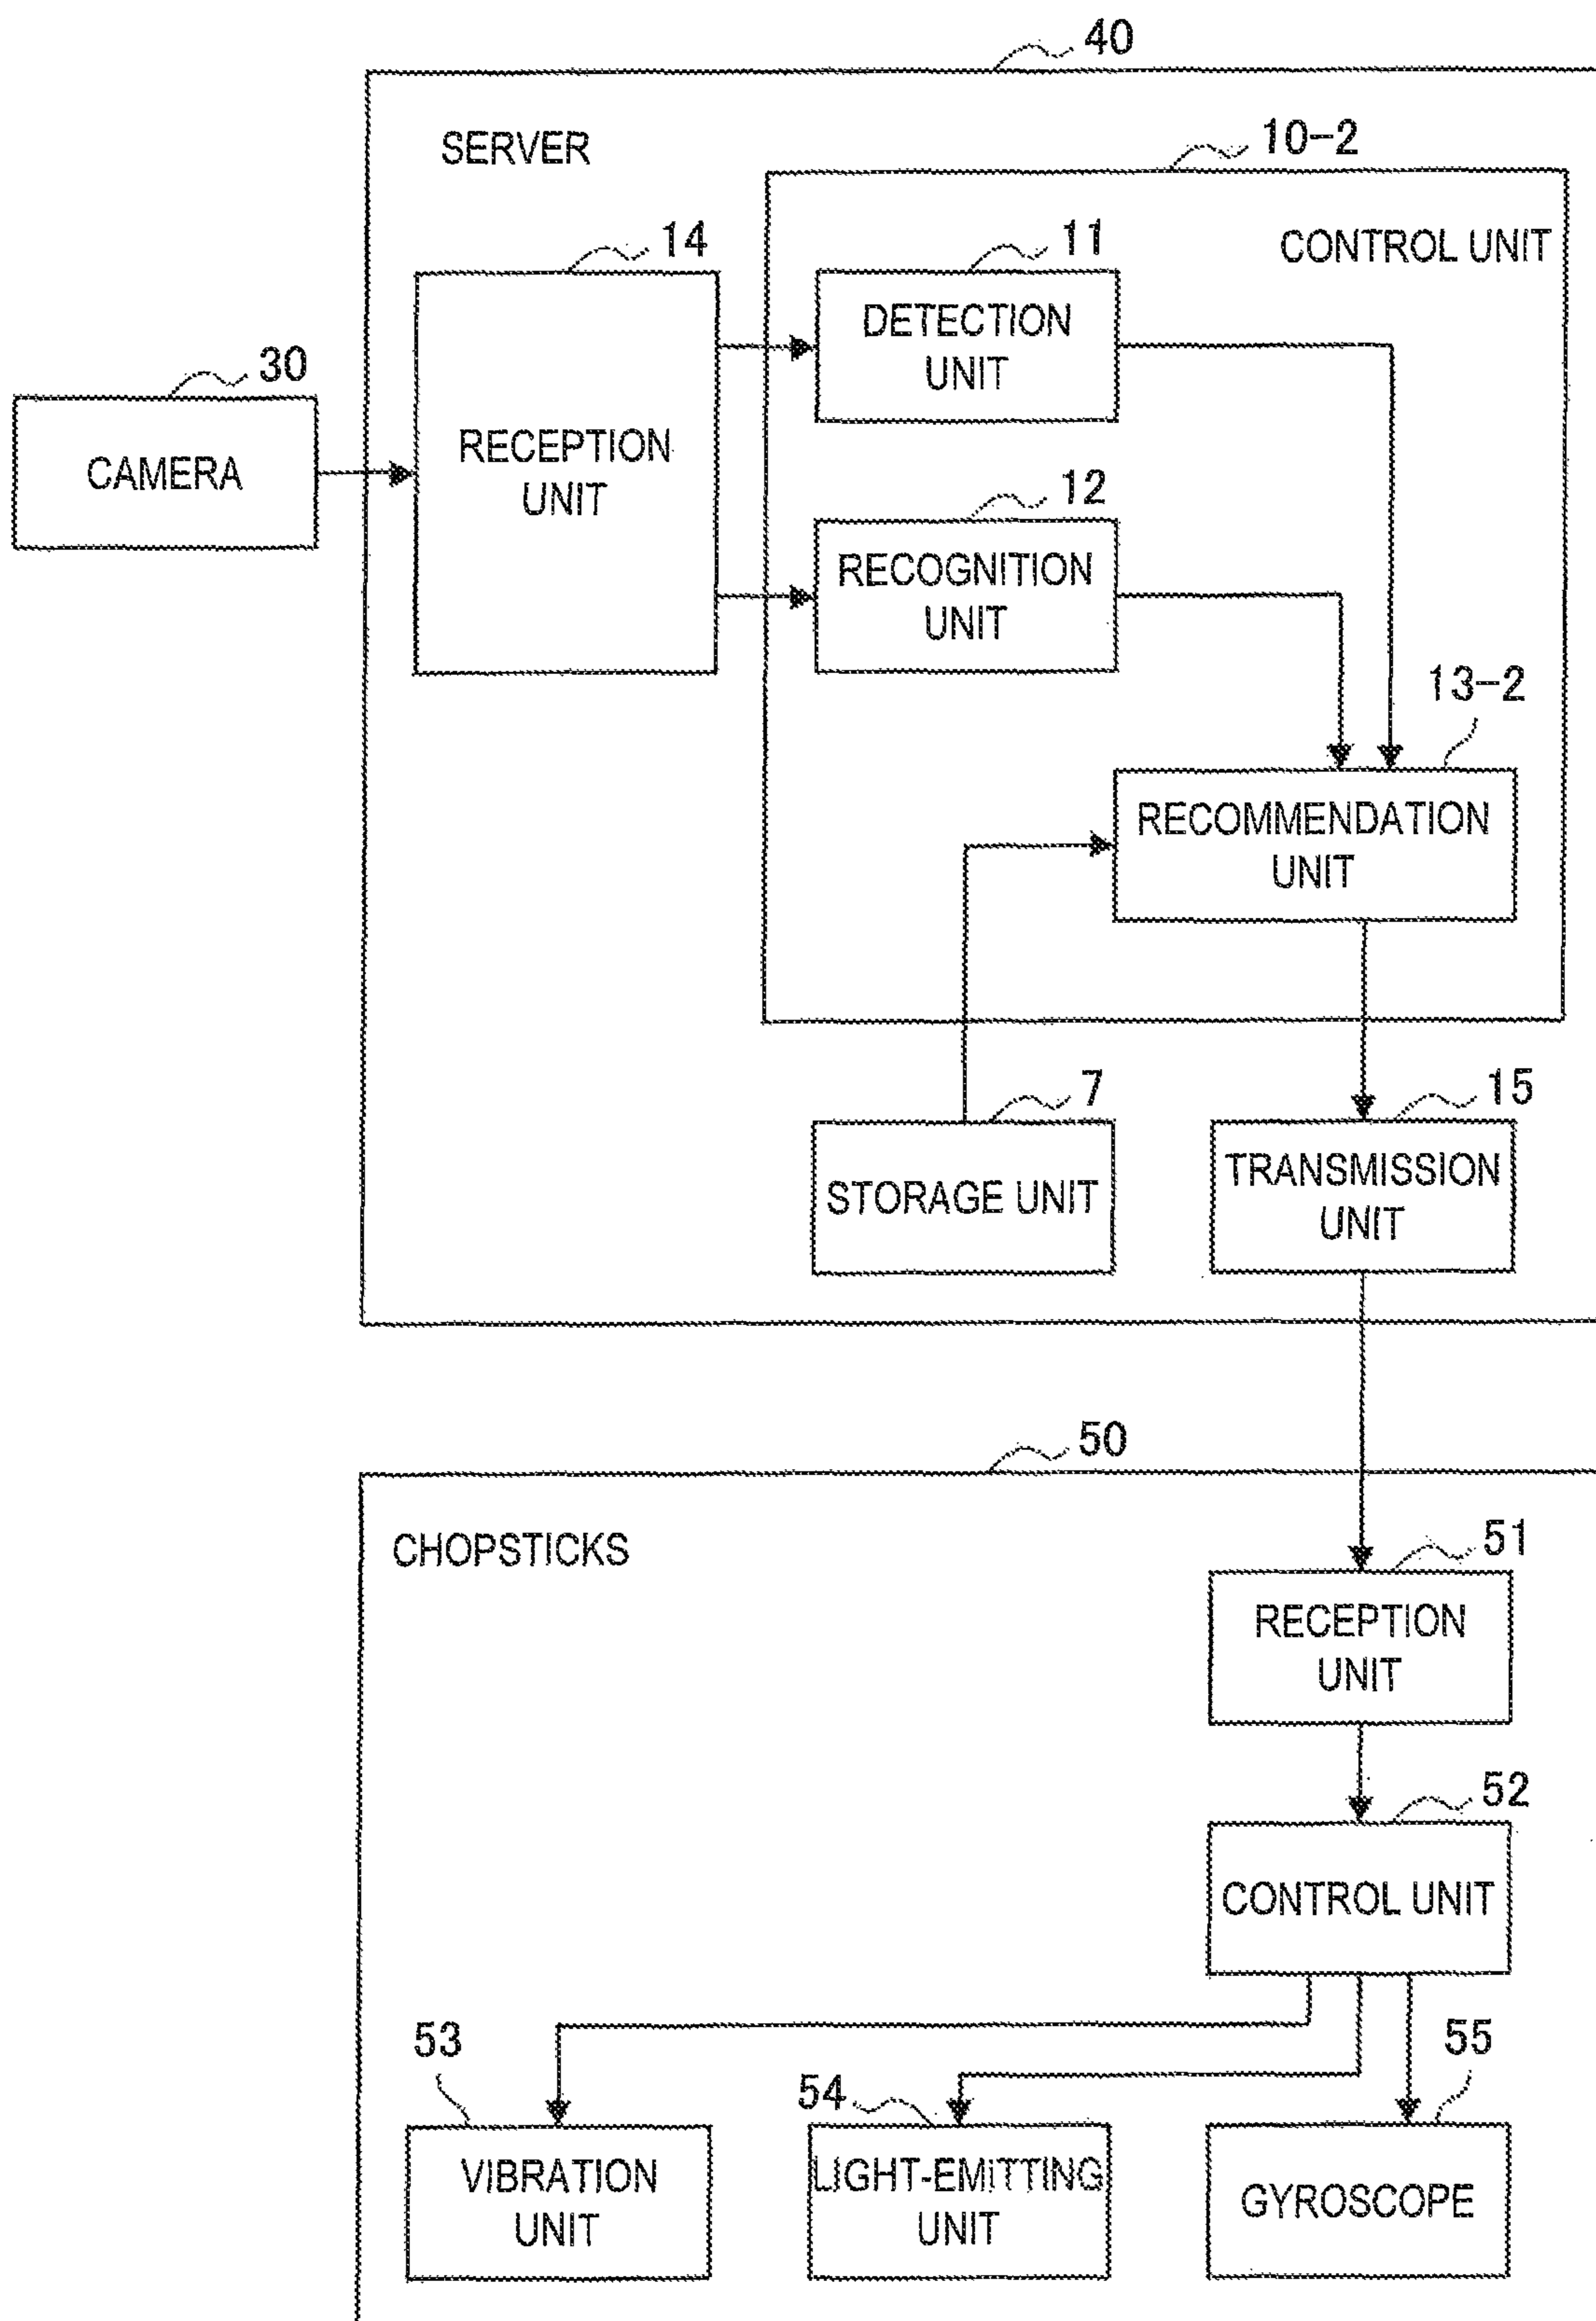 40
SERVER
10-2
CONTROL UNIT
14
RECEPTION
UNIT
11
DETECTION
UNIT
30
CAMERA
12
RECOGNITION
UNIT
13-2
RECOMMENDATION
UNIT
7
STORAGE UNIT
15
TRANSMISSION
UNIT
50
CHOPSTICKS
51
RECEPTION
UNIT
52
CONTROL UNIT
53
VIBRATION
UNIT
54
LIGHT-EMITTING
UNIT
55
GYROSCOPE